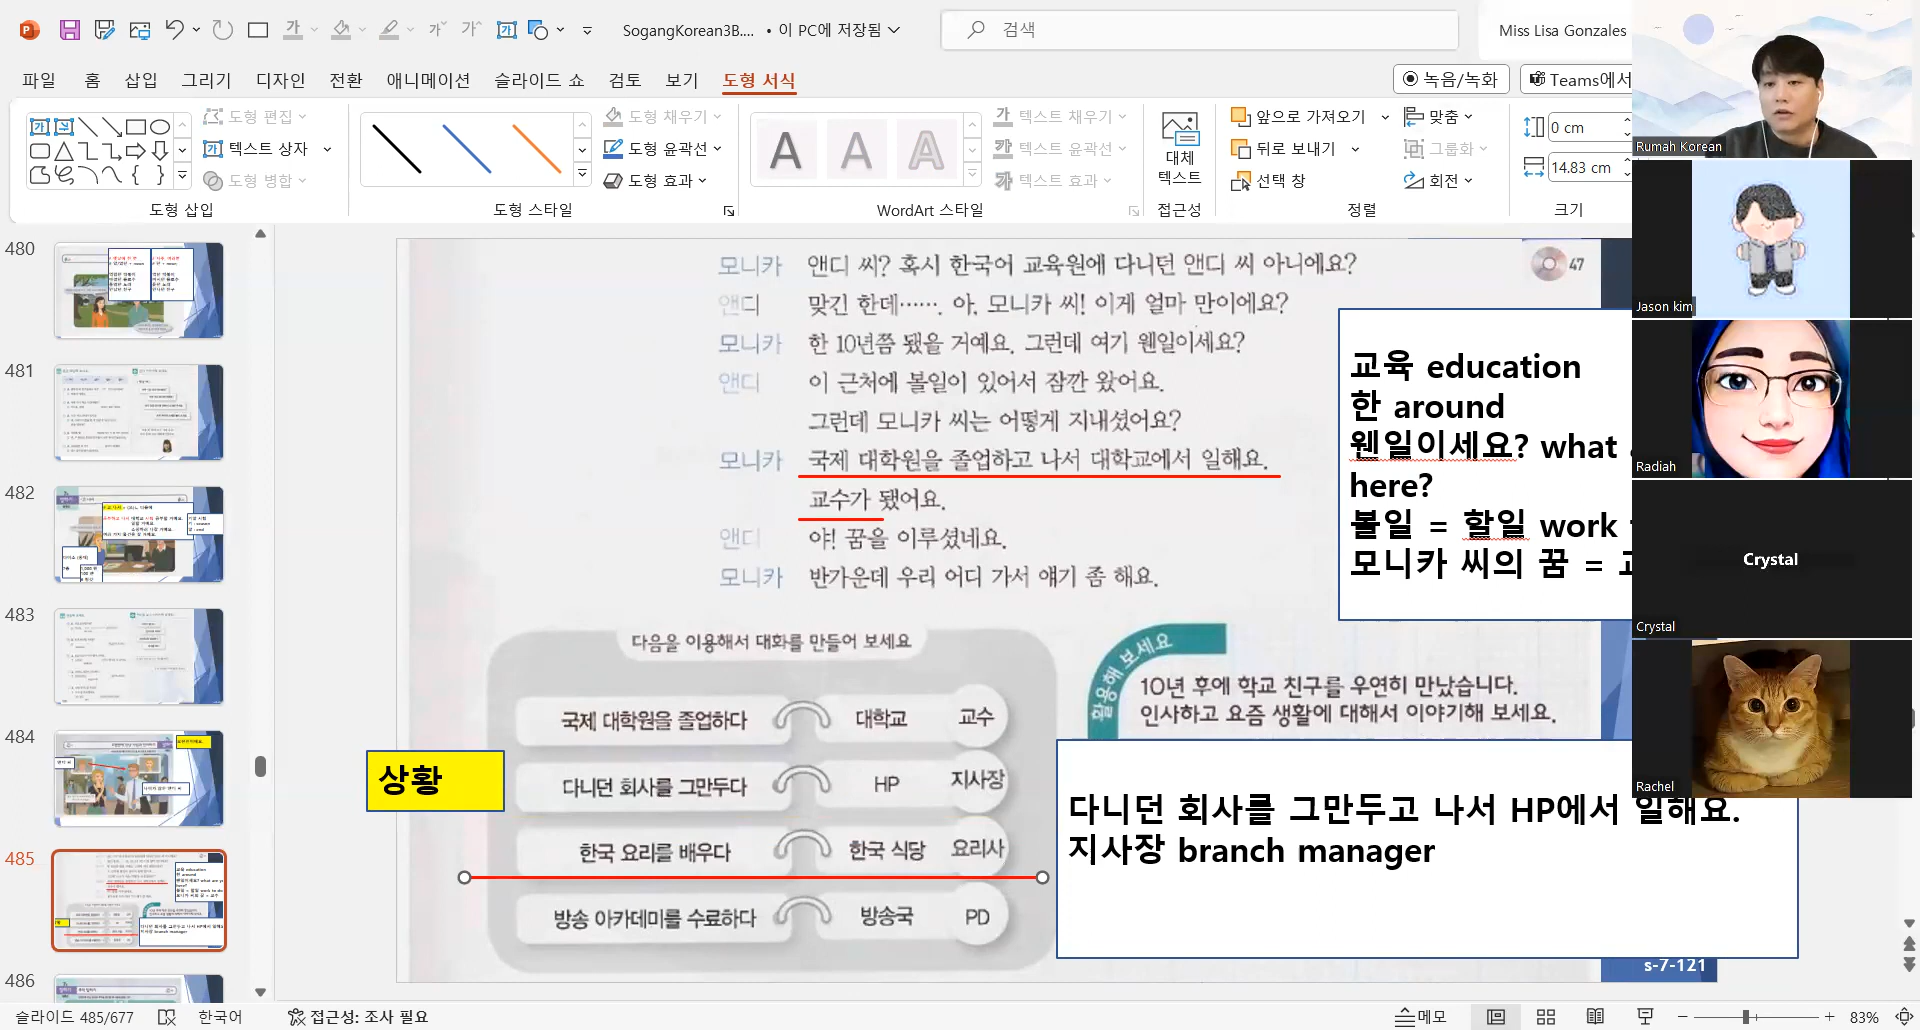 SogangKorean3B.... • 이 PC에 저장됨
검색
Miss Lisa Gonzales
파일 홈 삽입 그리기 디자인 전환 애니메이션 슬라이드 쇼 검토 보기 도형 서식
녹음/녹화
Teams에서
도형 편집
텍스트 상자
도형 병합
도형 삽입
도형 채우기
도형 윤곽선
도형 효과
도형 스타일
텍스트 채우기
텍스트 윤곽선
텍스트 효과
WordArt 스타일
대체
텍스트
접근성
앞으로 가져오기
뒤로 보내기
선택 창
맞춤
그룹화
회전
정렬
0 cm
14.83 cm
크기
480
481
482
483
484
485
486
모니카 앤디 씨? 혹시 한국어 교육원에 다니던 앤디 씨 아니에요?
47
앤디 맞긴 한데……. 아, 모니카 씨! 이게 얼마 만이에요?
모니카 한 10년쯤 됐을 거예요. 그런데 여기 웬일이세요?
앤디 이 근처에 볼일이 있어서 잠깐 왔어요.
그런데 모니카 씨는 어떻게 지내셨어요?
모니카 국제 대학원을 졸업하고 나서 대학교에서 일해요.
교수가 됐어요.
앤디 야! 꿈을 이루셨네요.
모니카 반가운데 우리 어디 가서 얘기 좀 해요.
교육 education
한 around
웬일이세요? what
here?
볼일 = 할일 work
모니카 씨의 꿈 =
다음을 이용해서 대화를 만들어 보세요
국제 대학원을 졸업하다 대학교 교수
다니던 회사를 그만두다 HP 지사장
한국 요리를 배우다 한국 식당 요리사
방송 아카데미를 수료하다 방송국 PD
상황
활용해 보세요
10년 후에 학교 친구를 우연히 만났습니다.
인사하고 요즘 생활에 대해서 이야기해 보세요.
다니던 회사를 그만두고 나서 HP에서 일해요.
지사장 branch manager
s-7-121
Rumah Korean
Jason kim
Radiah
Crystal
Crystal
Rachel
슬라이드 485/677
한국어
접근성: 조사 필요
메모
83%